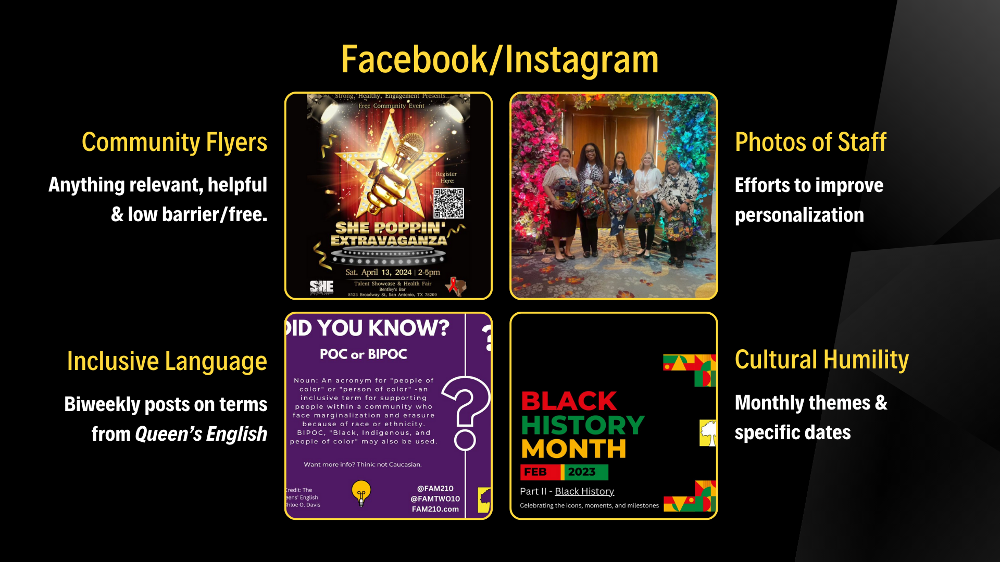 Facebook/Instagram
Community Flyers
Anything relevant, helpful
& low barrier/free.
Strong, Healthy, Engagement Presents...
Free Community Event
Register
Here:
SHE POPPIN'
EXTRAVAGANZA
Sat. April 13, 2024 | 2-5pm
Talent Showcase & Health Fair
Bentley's Bar
8123 Broadway St, San Antonio, TX 78209
SHE
Photos of Staff
Efforts to improve
personalization
Inclusive Language
Biweekly posts on terms
from Queen's English
DID YOU KNOW?
POC or BIPOC
Noun: An acronym for "people of
color" or "person of color" -an
inclusive term for supporting
people within a community who
face marginalization and erasure
because of race or ethnicity.
BIPOC, "Black, Indigenous, and
people of color" may also be used.
Want more info? Think: not Caucasian.
Credit: The
eens' English
Chloe O. Davis
@FAM210
@FAMTWO10
FAM210.com
Cultural Humility
Monthly themes &
specific dates
BLACK
HISTORY
MONTH
FEB 2023
Part II - Black History
Celebrating the icons, moments, and milestones